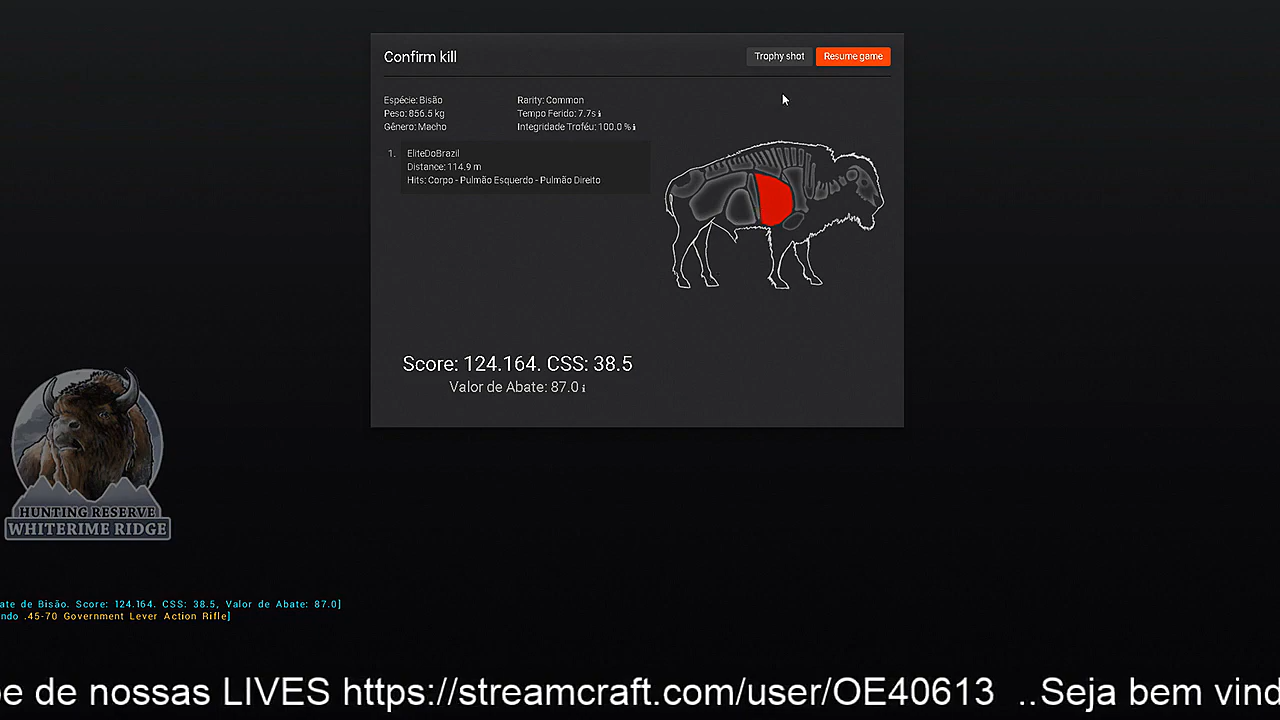 Confirm kill
Trophy shot
Resume game
Espécie: Bisão
Peso: 856.5 kg
Gênero: Macho
Rarity: Common
Tempo Ferido: 7.7s i
Integridade Troféu: 100.0 % i
1. EliteDoBrazil
Distance: 114.9 m
Hits: Corpo - Pulmão Esquerdo - Pulmão Direito
Score: 124.164. CSS: 38.5
Valor de Abate: 87.0 i
HUNTING RESERVE
WHITERIME RIDGE
ate de Bisão. Score: 124.164. CSS: 38.5, Valor de Abate: 87.0]
ndo .45-70 Government Lever Action Rifle]
pe de nossas LIVES https://streamcraft.com/user/OE40613 ..Seja bem vind